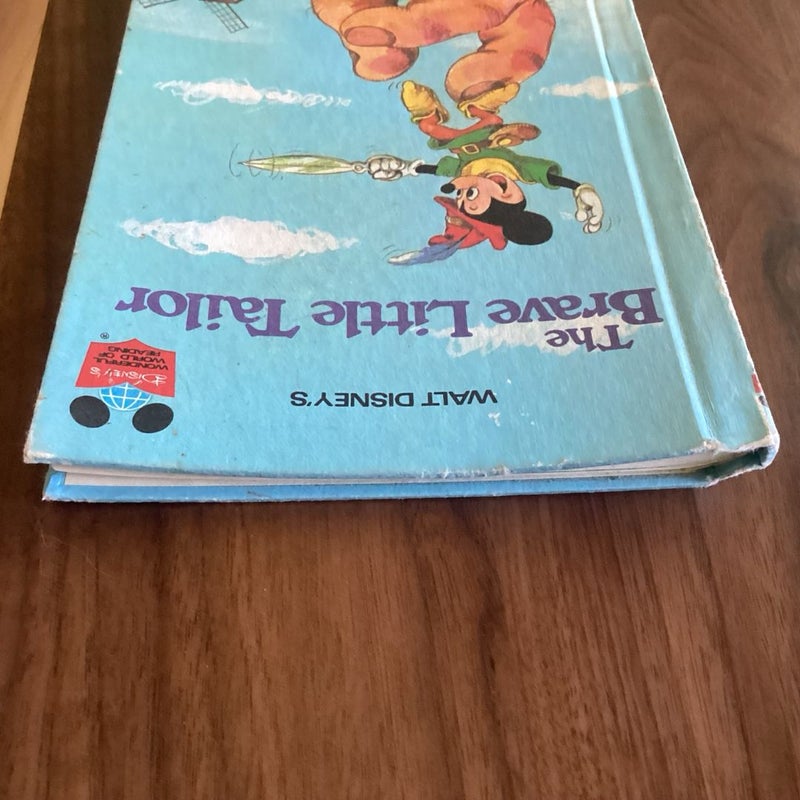 WALT DISNEY'S
The
Brave Little Tailor
DISNEY'S
WONDERFUL
WORLD OF
READING
®